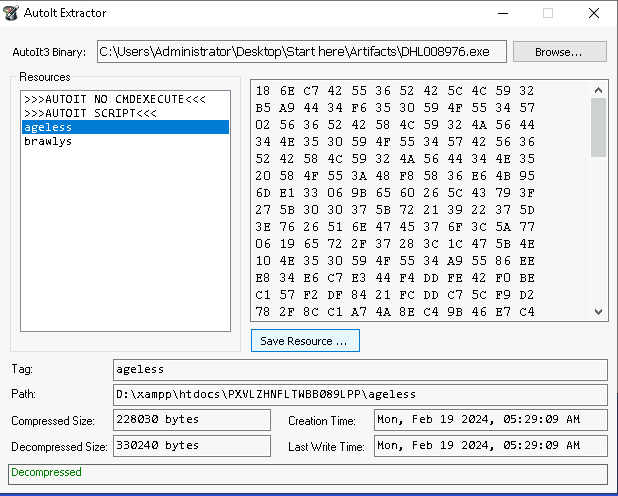 AutoIt Extractor
AutoIt3 Binary: C:\Users\Administrator\Desktop\Start here\Artifacts\DHL008976.exe Browse...
Resources
>>>AUTOIT NO CMDEXECUTE<<<
>>>AUTOIT SCRIPT<<<
ageless
brawlys
18 6E C7 42 55 36 52 42 5C 4C 59 32
B5 A9 44 34 F6 35 30 59 4F 55 34 57
02 56 36 52 42 58 4C 59 32 4A 56 44
34 4E 35 30 59 4F 55 34 57 42 56 36
52 42 58 4C 59 32 4A 56 44 34 4E 35
20 58 4F 55 3A 48 F8 58 36 E6 4B 95
6D E1 33 06 9B 65 60 26 5C 43 79 3F
27 5B 30 30 37 5B 72 21 39 22 37 5D
3E 76 26 51 6E 47 45 37 6F 3C 5A 77
06 19 65 72 2F 37 28 3C 1C 47 5B 4E
10 4E 35 30 59 4F 55 34 A9 55 86 EE
E8 34 E6 C7 E3 44 F4 DD FE 42 F0 BE
C1 57 F2 DF 84 21 FC DD C7 5C F9 D2
78 2F 8C C1 A7 4A 8E C4 9B 46 E7 C4
Save Resource ...
Tag: ageless
Path: D:\xampp\htdocs\PXVLZHNFLTWBB089LPP\ageless
Compressed Size: 228030 bytes Creation Time: Mon, Feb 19 2024, 05:29:09 AM
Decompressed Size: 330240 bytes Last Write Time: Mon, Feb 19 2024, 05:29:09 AM
Decompressed